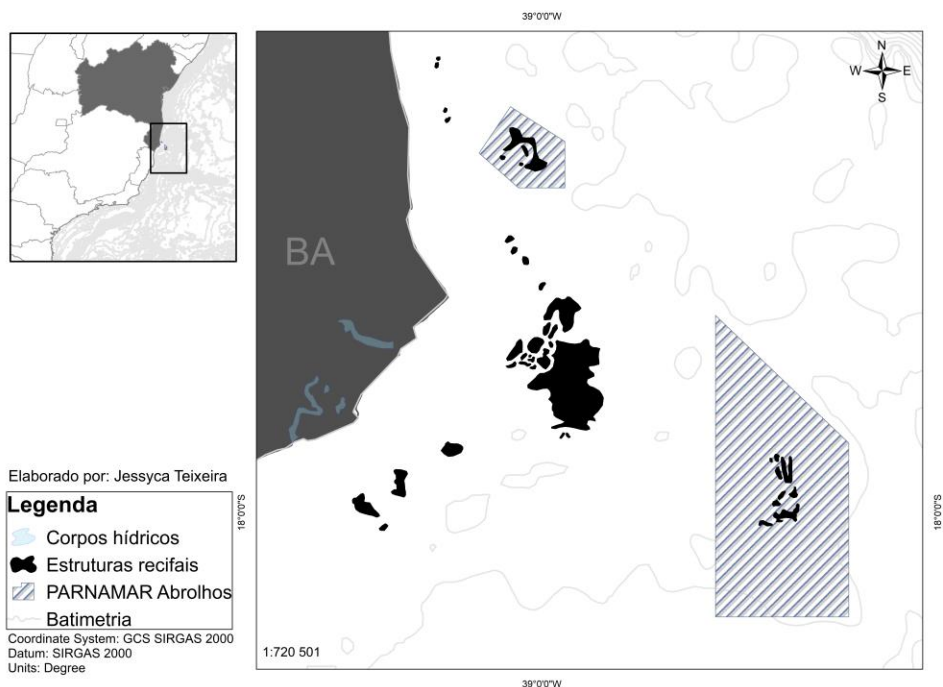 39°0'0"W
N
W E
S
BA
Elaborado por: Jessyca Teixeira
Legenda
Corpos hídricos
Estruturas recifais
PARNAMAR Abrolhos
Batimetria
Coordinate System: GCS SIRGAS 2000
Datum: SIRGAS 2000
Units: Degree
18°0'0"S
18°0'0"S
1:720 501
39°0'0"W